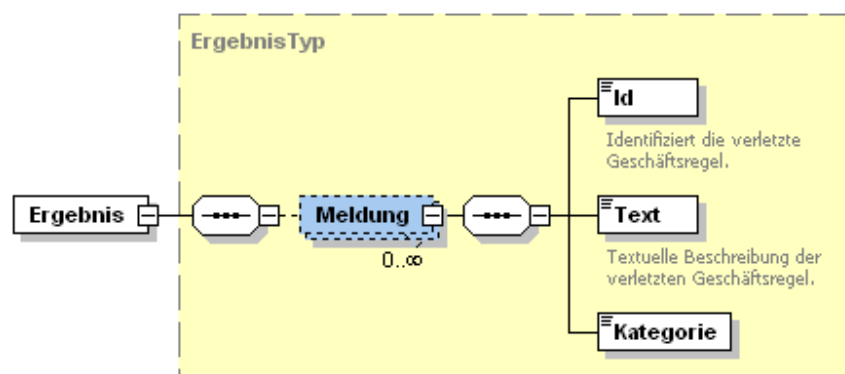 ErgebnisTyp
Id
Identifiziert die verletzte
Geschäftsregel.
Ergebnis
Meldung
0..∞
Text
Textuelle Beschreibung der
verletzten Geschäftsregel.
Kategorie